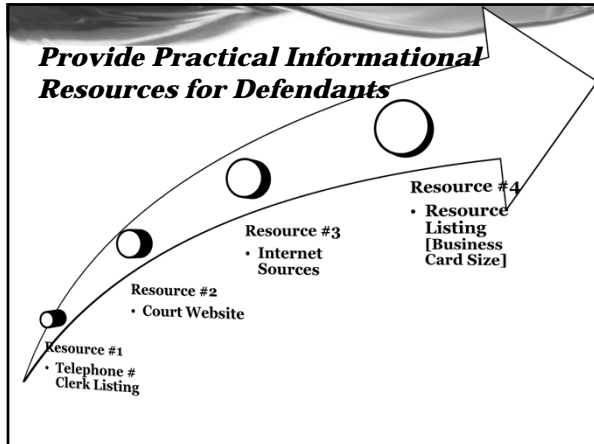 Provide Practical Informational
Resources for Defendants
Resource #1
• Telephone #
Clerk Listing
Resource #2
• Court Website
Resource #3
• Internet
Sources
Resource #4
• Resource
Listing
[Business
Card Size]